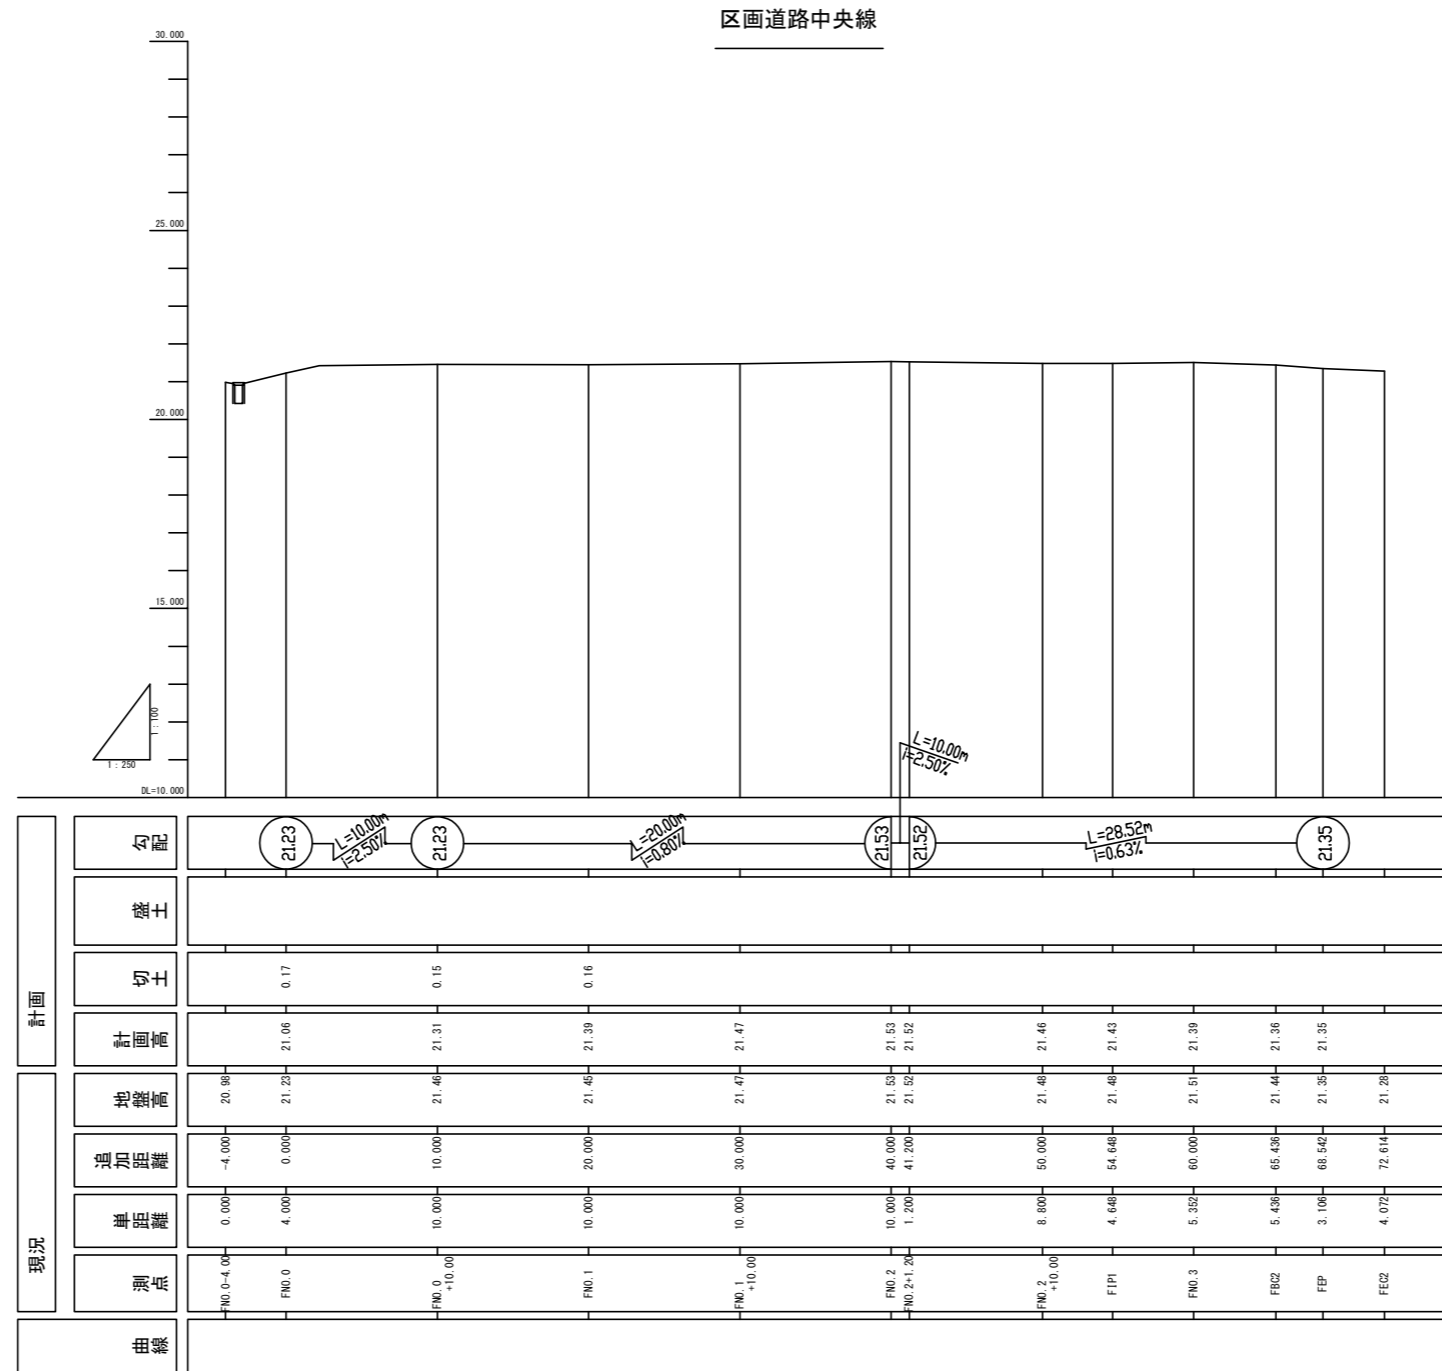 区画道路中央線
30.000
25.000
20.000
15.000
1:100
1:250
DL=10.000
L=10.00m
i=2.50%
計画
勾配
21.23
L=10.00m
i=2.50%
21.23
L=20.00m
i=0.80%
21.53
21.52
L=28.52m
i=0.63%
21.35
盛土
切土
0.17
0.15
0.16
計画高
21.06
21.31
21.39
21.47
21.53
21.52
21.46
21.43
21.39
21.36
21.35
現況
地盤高
20.98
21.23
21.46
21.45
21.47
21.53
21.52
21.48
21.48
21.51
21.44
21.35
21.28
追加距離
-4.000
0.000
10.000
20.000
30.000
40.000
41.200
50.000
54.648
60.000
65.436
68.542
72.614
単距離
0.000
4.000
10.000
10.000
10.000
10.000
1.200
8.800
4.648
5.352
5.436
3.106
4.072
測点
FNO.0-4.00
FNO.0
FNO.0
+10.00
FNO.1
FNO.1
+10.00
FNO.2
FNO.2+1.20
FNO.2
+10.00
FIP1
FNO.3
FBC2
FEP
FEC2
曲線